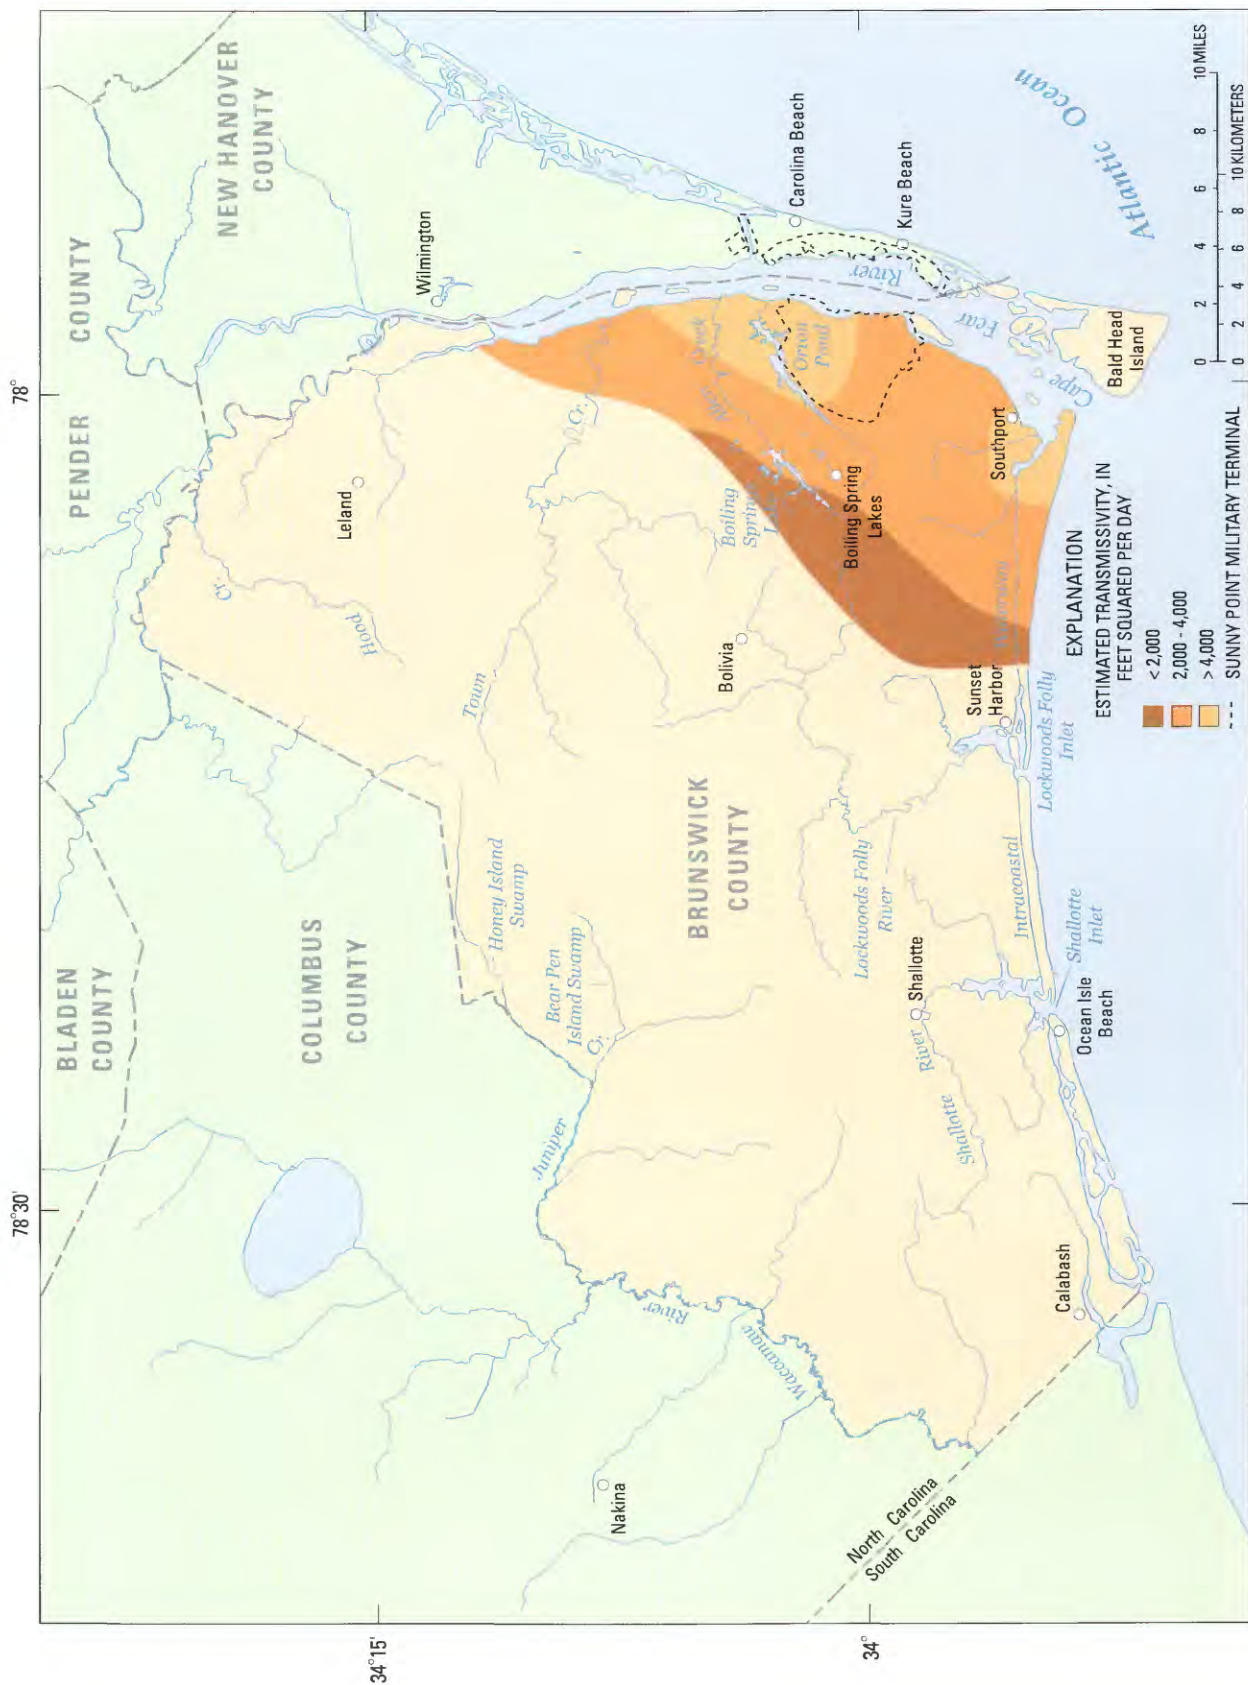 78°30'
78°
34°15'
34°
BLADEN
COUNTY
PENDER COUNTY
NEW HANOVER
COUNTY
COLUMBUS
COUNTY
BRUNSWICK
COUNTY
Wilmington
Leland
Hood
Cr.
Town
Cr.
Honey Island
Swamp
Bear Pen
Island Swamp
Cr.
Juniper
River
Waccamaw
Nakina
Bolivia
Boiling
Spring
Lake
Boiling Spring
Lakes
Creek
Orton
Pond
Carolina Beach
Kure Beach
River
Fear
Cape
Bald Head
Island
Southport
Atlantic Ocean
Lockwoods Folly
River
Shallotte
River
Shallotte
Sunset
Harbor
Waterway
Intracoastal
Lockwoods Folly
Inlet
Shallotte
Inlet
Ocean Isle
Beach
Calabash
North Carolina
South Carolina
EXPLANATION
ESTIMATED TRANSMISSIVITY, IN
FEET SQUARED PER DAY
< 2,000
2,000 - 4,000
> 4,000
SUNNY POINT MILITARY TERMINAL
0 2 4 6 8 10 MILES
0 2 4 6 8 10 KILOMETERS